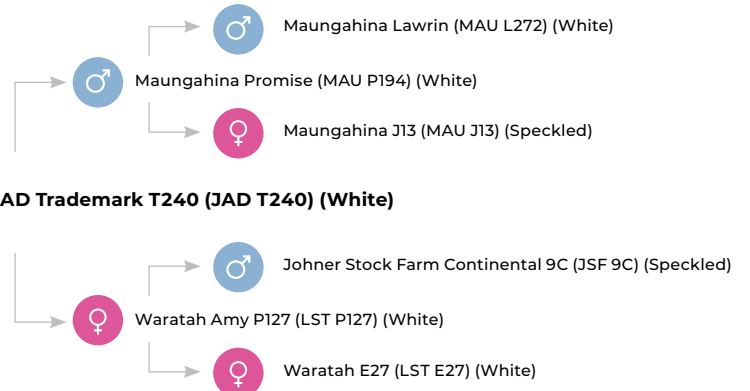 Maungahina Lawrin (MAU L272) (White)
Maungahina Promise (MAU P194) (White)
Maungahina J13 (MAU J13) (Speckled)
AD Trademark T240 (JAD T240) (White)
Johner Stock Farm Continental 9C (JSF 9C) (Speckled)
Waratah Amy P127 (LST P127) (White)
Waratah E27 (LST E27) (White)